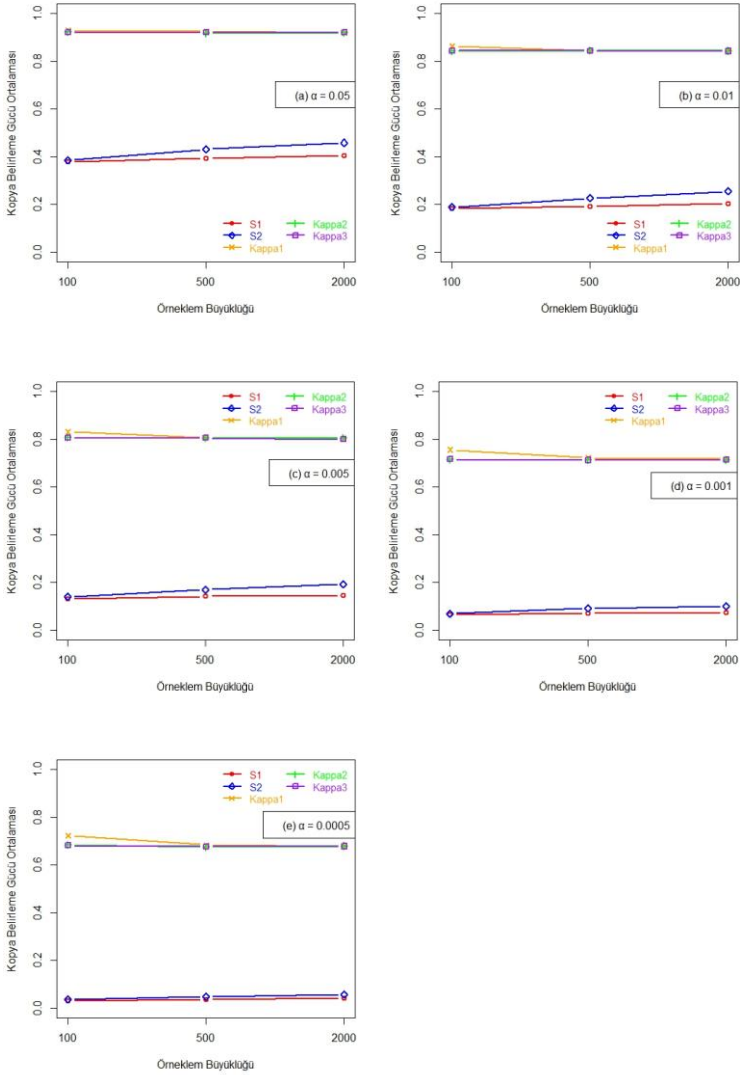 Kopya Belirleme Gücü Ortalaması
1.0
0.8
0.6
0.4
0.2
0.0
(a) α = 0.05
S1
S2
Kappa1
Kappa2
Kappa3
100
500
2000
Örneklem Büyüklüğü
Kopya Belirleme Gücü Ortalaması
1.0
0.8
0.6
0.4
0.2
0.0
(b) α = 0.01
S1
S2
Kappa1
Kappa2
Kappa3
100
500
2000
Örneklem Büyüklüğü
Kopya Belirleme Gücü Ortalaması
1.0
0.8
0.6
0.4
0.2
0.0
S1
S2
Kappa1
Kappa2
Kappa3
(c) α = 0.005
100
500
2000
Örneklem Büyüklüğü
Kopya Belirleme Gücü Ortalaması
1.0
0.8
0.6
0.4
0.2
0.0
S1
S2
Kappa1
Kappa2
Kappa3
(d) α = 0.001
100
500
2000
Örneklem Büyüklüğü
Kopya Belirleme Gücü Ortalaması
1.0
0.8
0.6
0.4
0.2
0.0
S1
S2
Kappa1
Kappa2
Kappa3
(e) α = 0.0005
100
500
2000
Örneklem Büyüklüğü